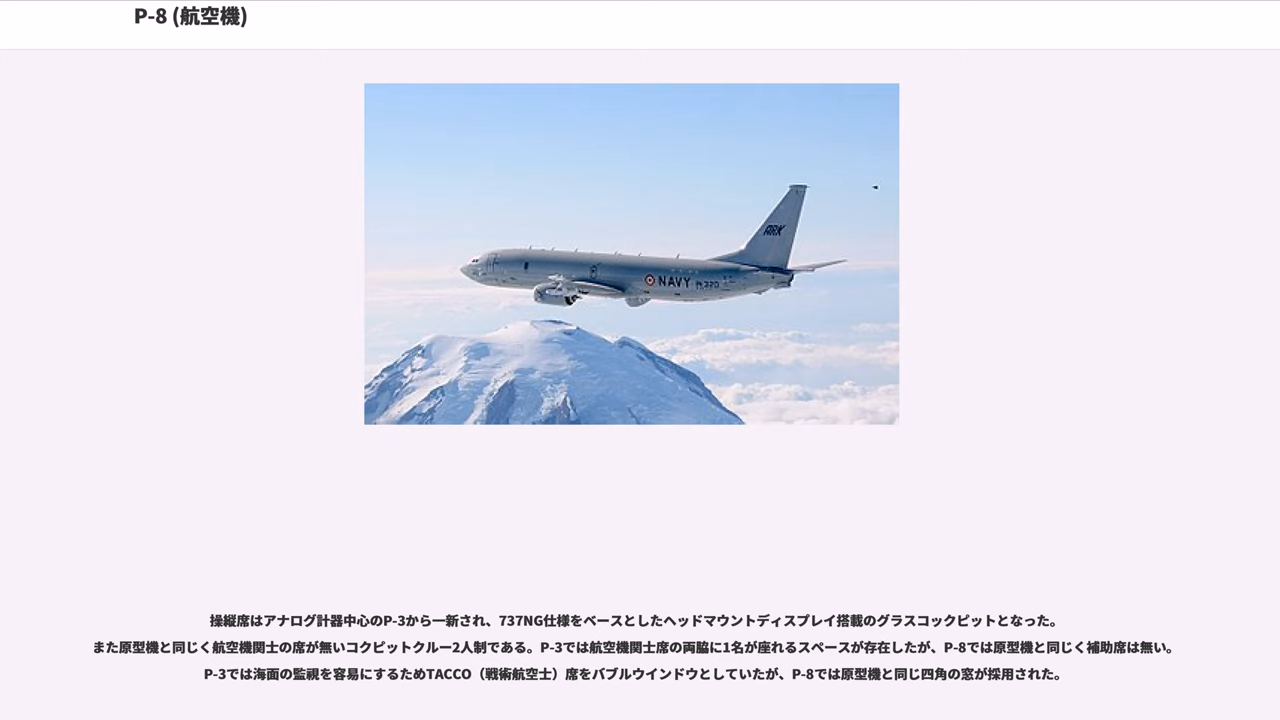 P-8 (航空機)
ARK
NAVY IN 320
操縦席はアナログ計器中心のP-3から一新され、737NG仕様をベースとしたヘッドマウントディスプレイ搭載のグラスコックピットとなった。
また原型機と同じく航空機関士の席が無いコクピットクルー2人制である。P-3では航空機関士席の両脇に1名が座れるスペースが存在したが、P-8では原型機と同じく補助席は無い。
P-3では海面の監視を容易にするためTACCO（戦術航空士）席をバブルウインドウとしていたが、P-8では原型機と同じ四角の窓が採用された。